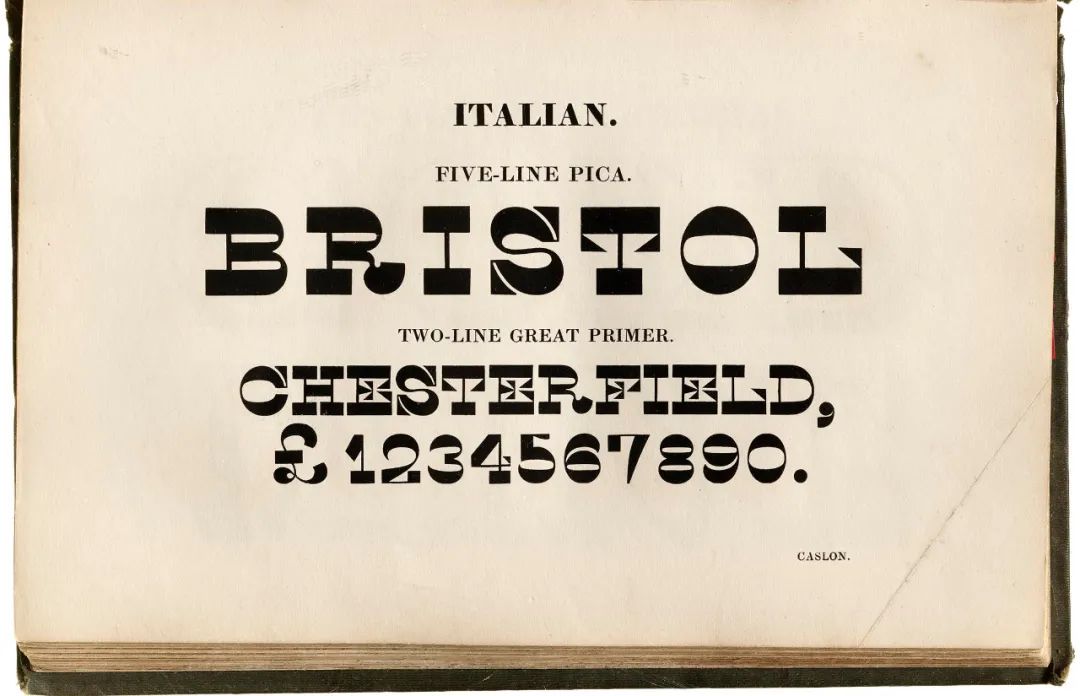 ITALIAN.
FIVE-LINE PICA.
BRISTOL
TWO-LINE GREAT PRIMER.
CHESTERFIELD,
£ 1234567890.
CASLON.